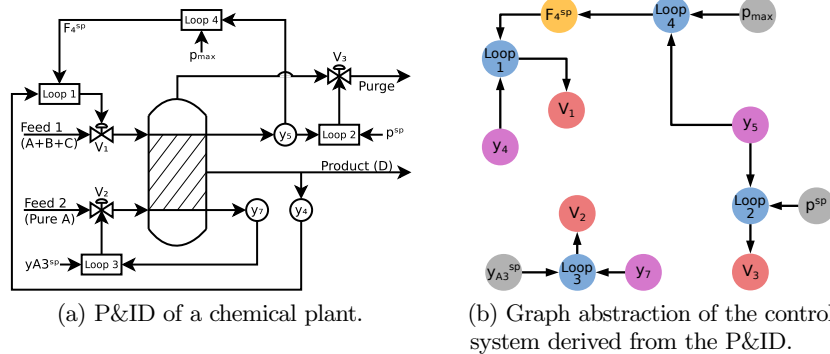 Loop 4
F₄ˢᵖ
pₘₐₓ
V₃
Purge
Loop 1
Feed 1
(A+B+C)
V₁
y₅
Loop 2
pˢᵖ
Product (D)
V₂
Feed 2
(Pure A)
y₇
y₄
yA3ˢᵖ
Loop 3
(a) P&ID of a chemical plant.
F₄ˢᵖ
Loop
4
pₘₐₓ
Loop
1
V₁
y₄
y₅
V₂
Loop
2
pˢᵖ
y_A3ˢᵖ
Loop
3
y₇
V₃
(b) Graph abstraction of the control
system derived from the P&ID.